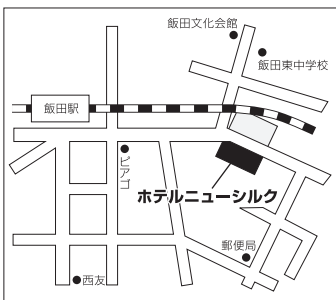 飯田文化会館
飯田東中学校
飯田駅
ピアゴ
ホテルニューシルク
郵便局
西友